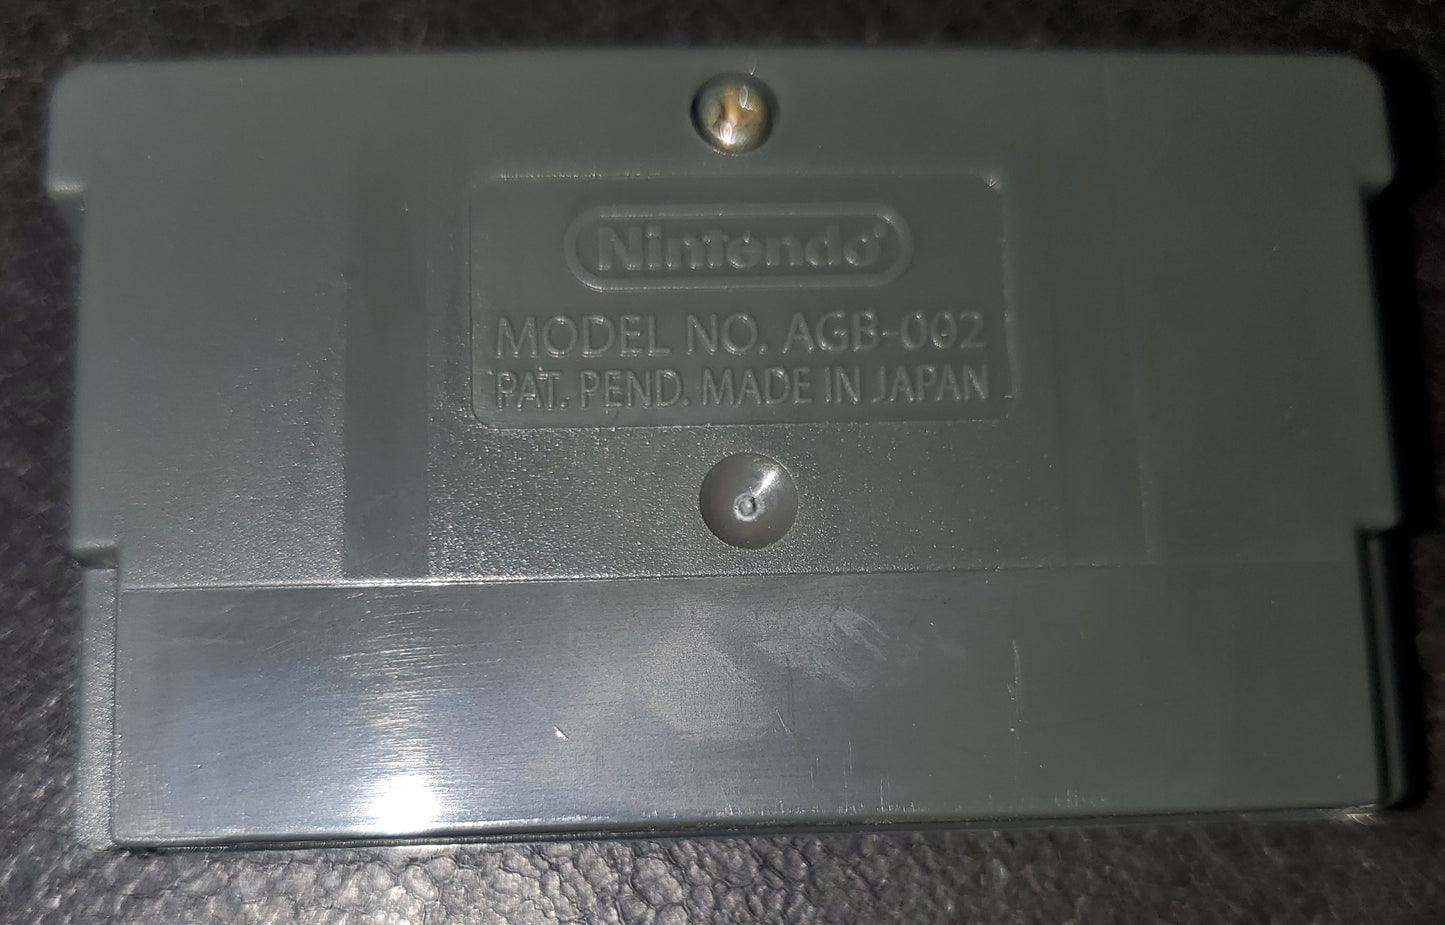 Nintendo
MODEL NO. AGB-002
PAT. PEND. MADE IN JAPAN